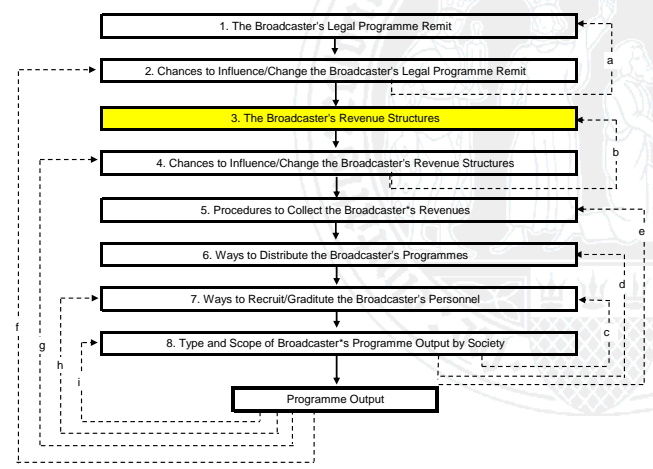 1. The Broadcaster's Legal Programme Remit
a
2. Chances to Influence/Change the Broadcaster's Legal Programme Remit
3. The Broadcaster's Revenue Structures
b
4. Chances to Influence/Change the Broadcaster's Revenue Structures
5. Procedures to Collect the Broadcaster*s Revenues
e
6. Ways to Distribute the Broadcaster's Programmes
d
7. Ways to Recruit/Graditute the Broadcaster's Personnel
f
c
8. Type and Scope of Broadcaster*s Programme Output by Society
g
h
i
Programme Output